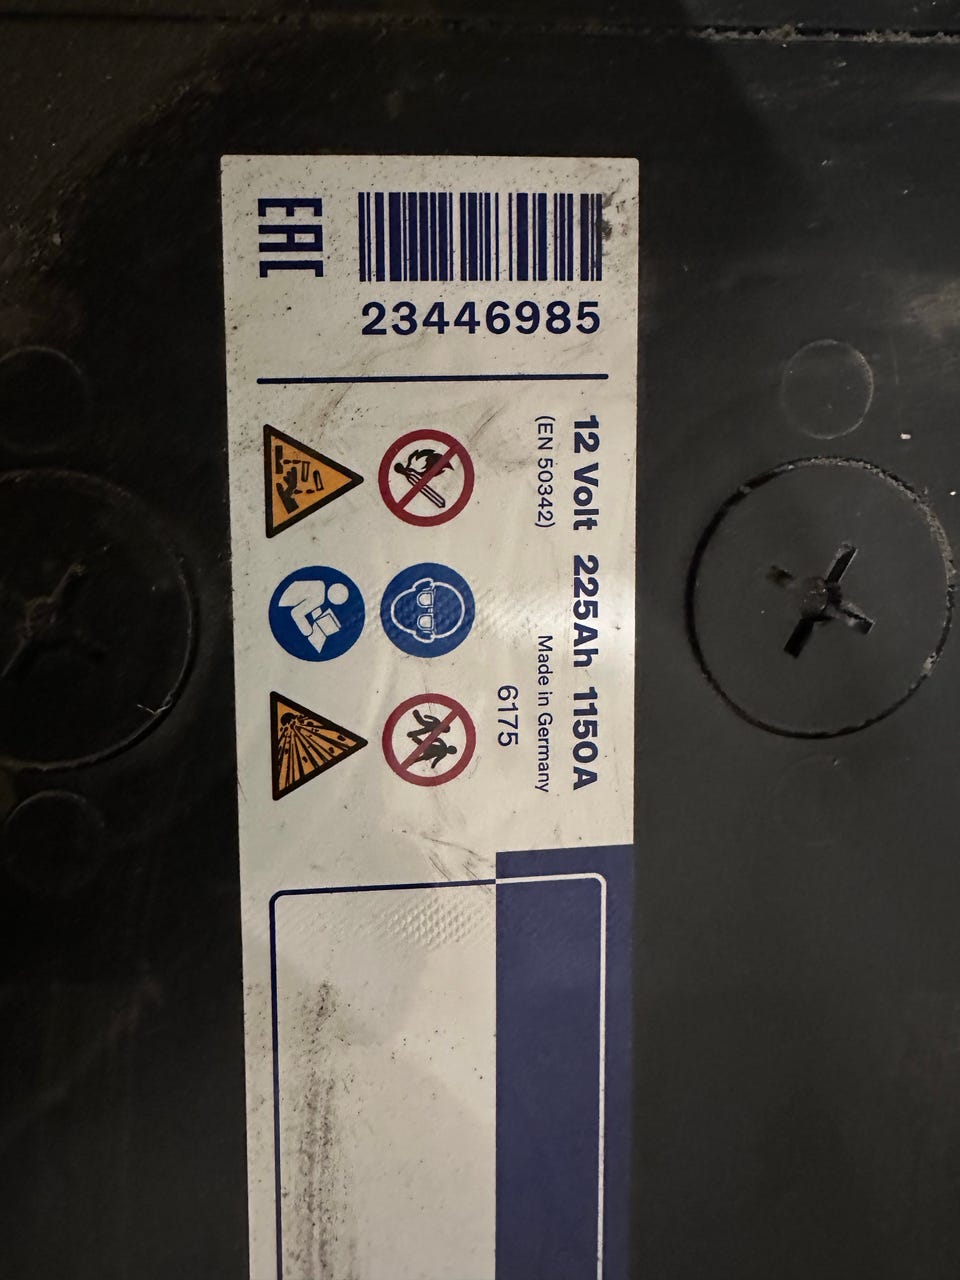 EAC
23446985
12 Volt 225Ah 1150A
(EN 50342) Made in Germany
6175